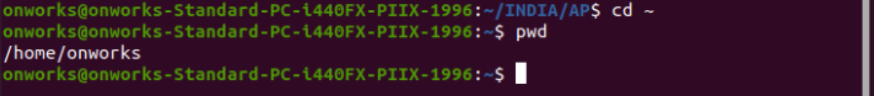 onworks@onworks-Standard-PC-i440FX-PIIX-1996:~/INDIA/AP$ cd ~
onworks@onworks-Standard-PC-i440FX-PIIX-1996:~$ pwd
/home/onworks
onworks@onworks-Standard-PC-i440FX-PIIX-1996:~$